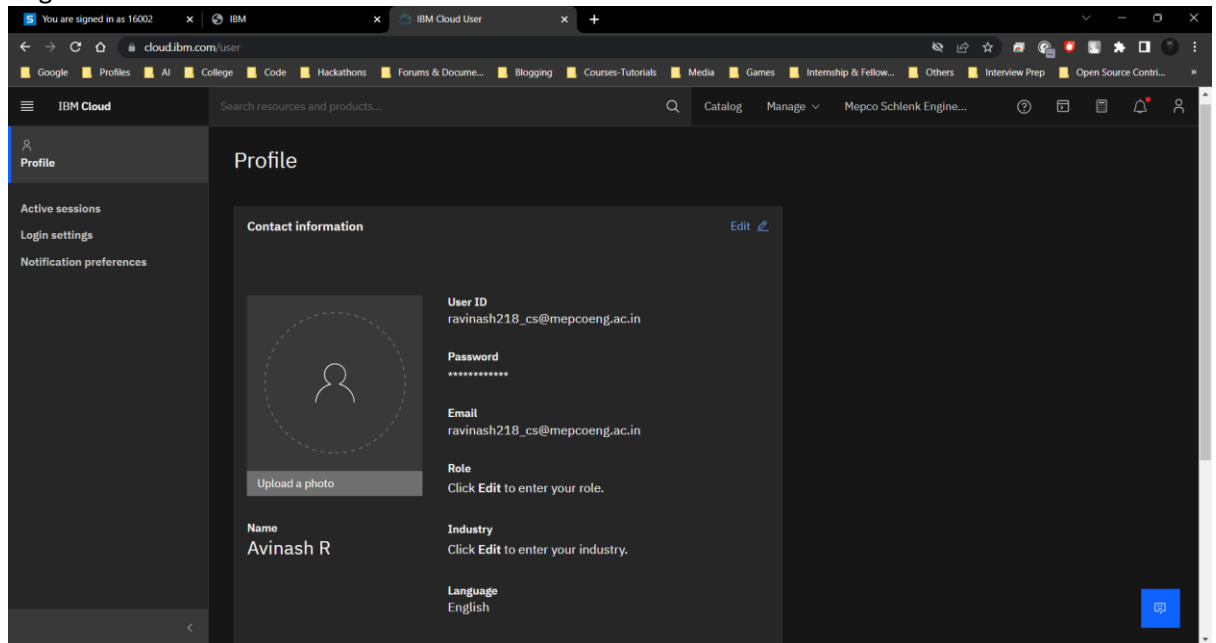 You are signed in as 16002
IBM
IBM Cloud User
cloud.ibm.com/user
Google Profiles AI College Code Hackathons Forums & Docume... Blogging Courses-Tutorials Media Games Internship & Fellow... Others Interview Prep Open Source Contri... »
IBM Cloud Search resources and products... Catalog Manage Mepco Schlenk Engine...
Profile
Active sessions
Login settings
Notification preferences
Profile
Contact information Edit
Upload a photo
Name
Avinash R
User ID
ravinash218_cs@mepcoeng.ac.in
Password
************
Email
ravinash218_cs@mepcoeng.ac.in
Role
Click Edit to enter your role.
Industry
Click Edit to enter your industry.
Language
English